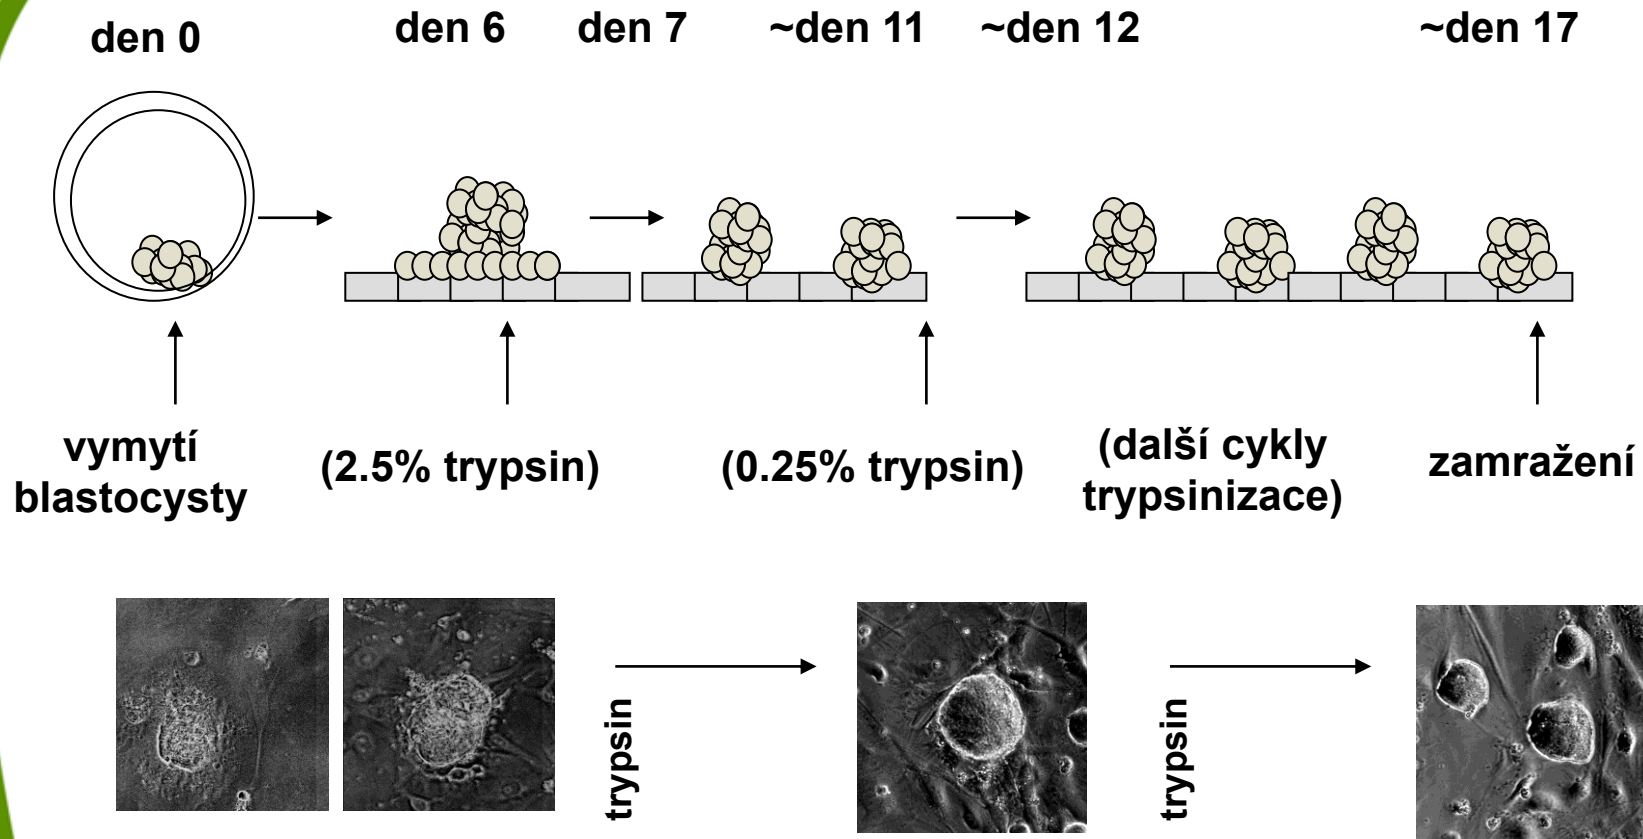 den 0
den 6
den 7
~den 11
~den 12
~den 17
vymytí
blastocysty
(2.5% trypsin)
(0.25% trypsin)
(další cykly
trypsinizace)
zamražení
trypsin
trypsin